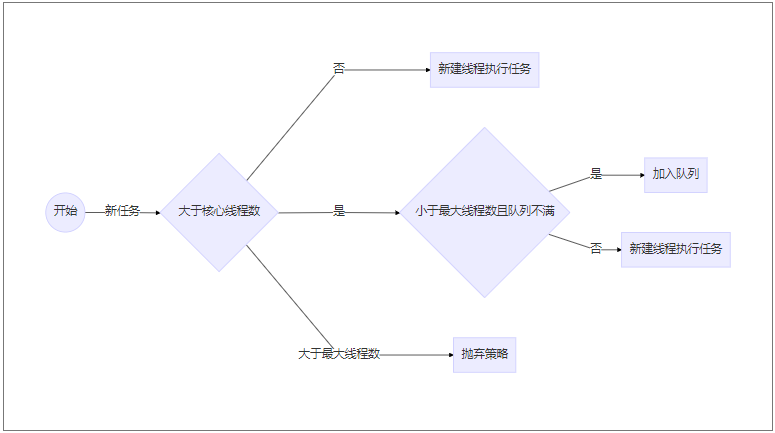 否
新建线程执行任务
开始
新任务
大于核心线程数
是
小于最大线程数且队列不满
是
加入队列
否
新建线程执行任务
大于最大线程数
抛弃策略